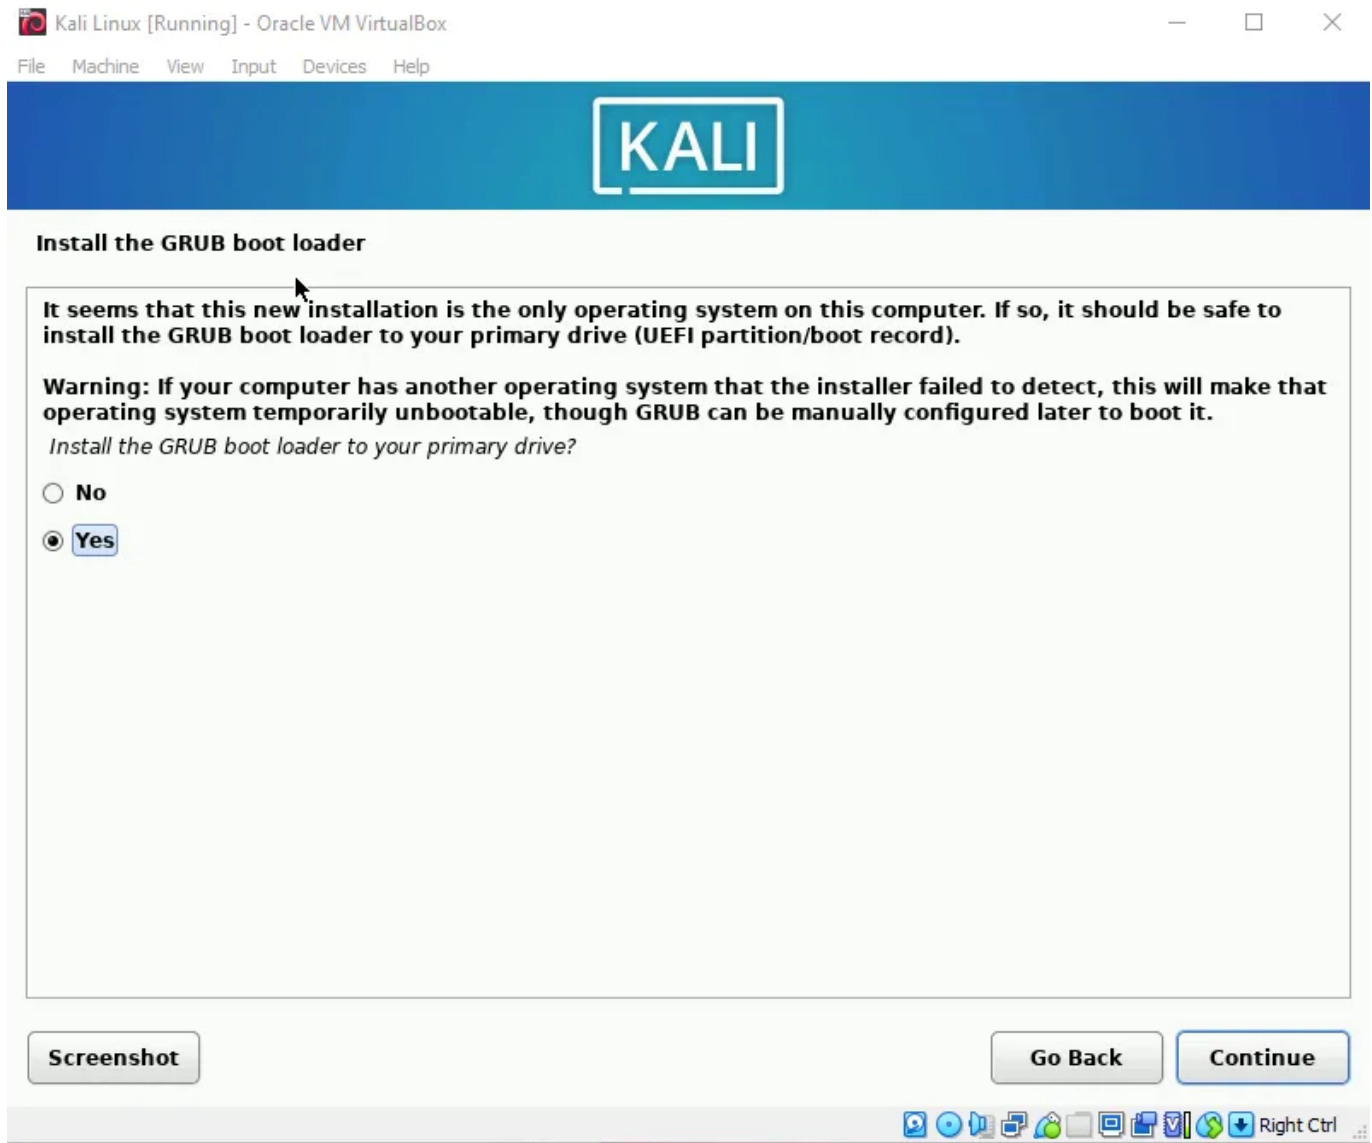 Kali Linux [Running] - Oracle VM VirtualBox
File Machine View Input Devices Help
KALI
Install the GRUB boot loader
It seems that this new installation is the only operating system on this computer. If so, it should be safe to
install the GRUB boot loader to your primary drive (UEFI partition/boot record).
Warning: If your computer has another operating system that the installer failed to detect, this will make that
operating system temporarily unbootable, though GRUB can be manually configured later to boot it.
Install the GRUB boot loader to your primary drive?
No
Yes
Screenshot
Go Back
Continue
Right Ctrl